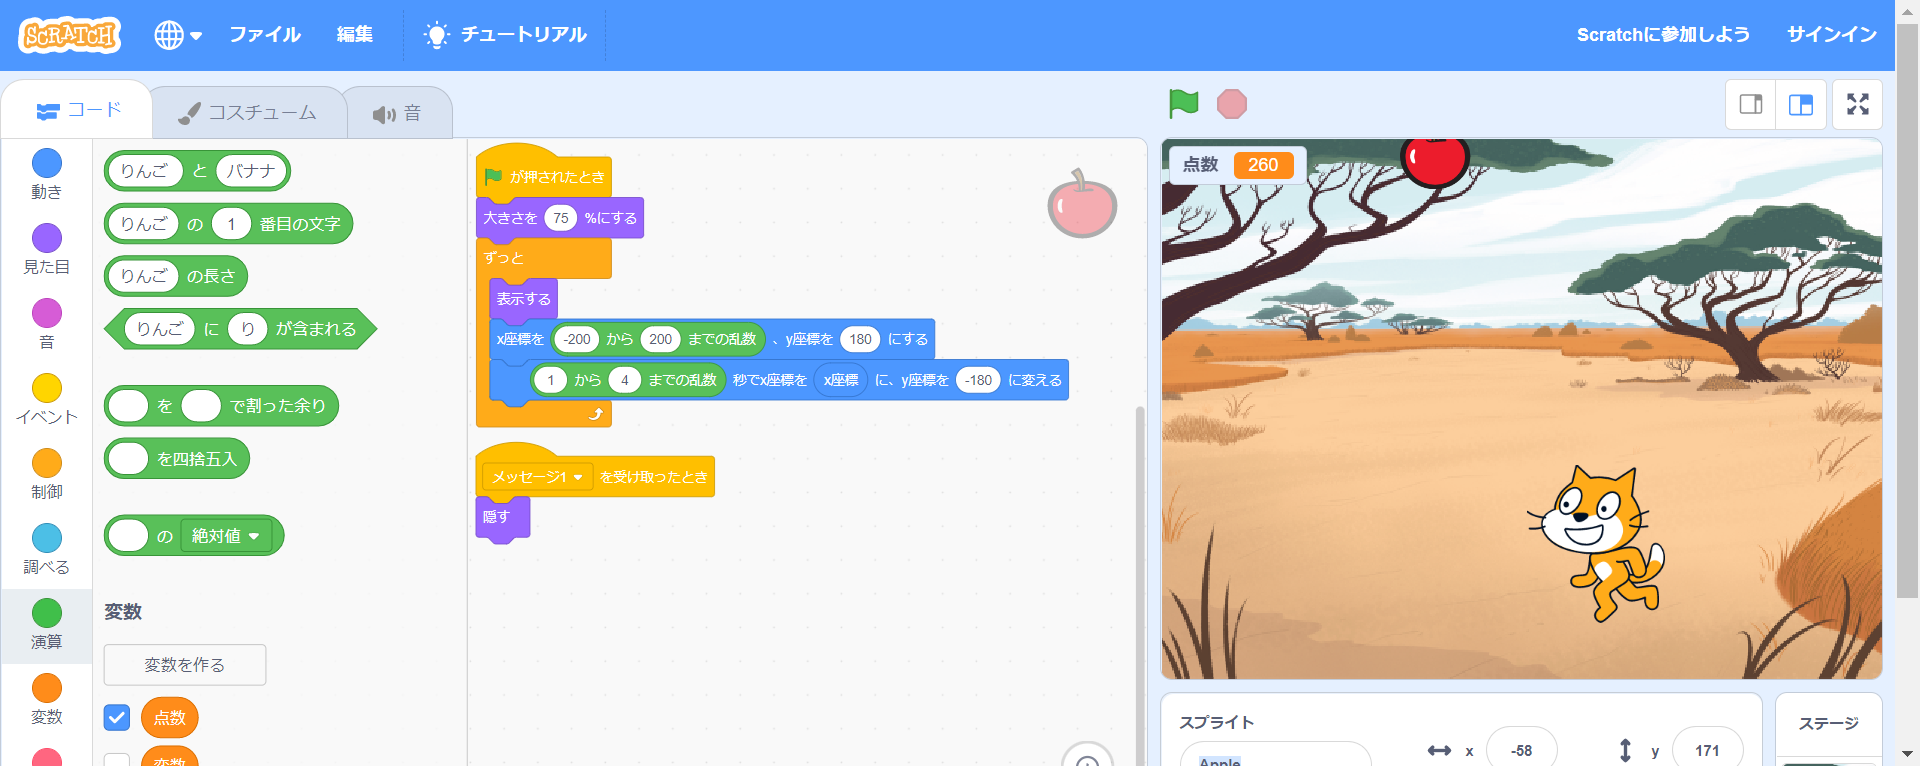 SCRATCH ファイル 編集 チュートリアル Scratchに参加しよう サインイン
コード コスチューム 音
動き
見た目
音
イベント
制御
調べる
演算
変数
りんご と バナナ
りんご の 1 番目の文字
りんご の長さ
りんご に り が含まれる
を で割った余り
を四捨五入
の 絶対値
変数
変数を作る
点数
変数
が押されたとき
大きさを 75 %にする
ずっと
表示する
x座標を -200 から 200 までの乱数 、y座標を 180 にする
1 から 4 までの乱数 秒でx座標を x座標 に、y座標を -180 に変える
メッセージ1 を受け取ったとき
隠す
点数 260
スプライト
Apple
x -58 y 171
ステージ